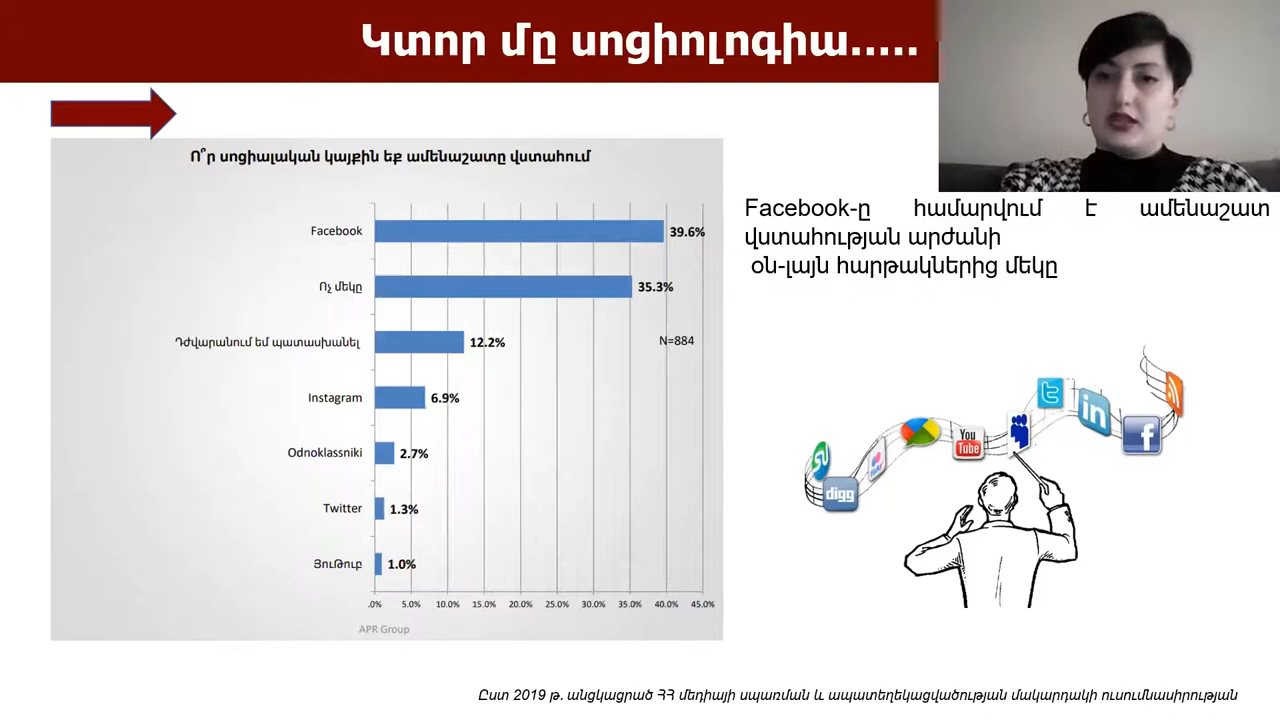 Կտոր մը սոցիոլոգիա.....
Ո՞ր սոցիալական կայքին եք ամենաշատը վստահում
Facebook
39.6%
Ոչ մեկը
35.3%
Դժվարանում եմ պատասխանել
12.2%
N=884
Instagram
6.9%
Odnoklassniki
2.7%
Twitter
1.3%
ՅուԹուբ
1.0%
.0% 5.0% 10.0% 15.0% 20.0% 25.0% 30.0% 35.0% 40.0% 45.0%
APR Group
Facebook-ը համարվում է ամենաշատ
վստահության արժանի
օն-լայն հարթակներից մեկը
You
Tube
in
f
flickr
digg
Ըստ 2019 թ. անցկացրած ՀՀ մեդիայի սպառման և ապատեղեկացվածության մակարդակի ուսումնասիրության